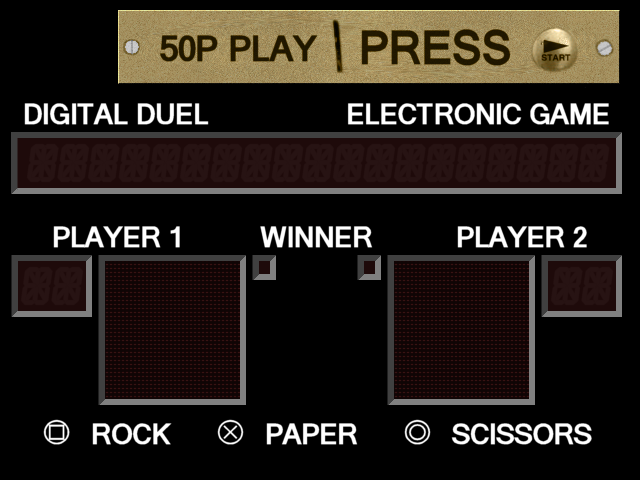 50P PLAY PRESS START
DIGITAL DUEL ELECTRONIC GAME
PLAYER 1 WINNER PLAYER 2
ROCK PAPER SCISSORS